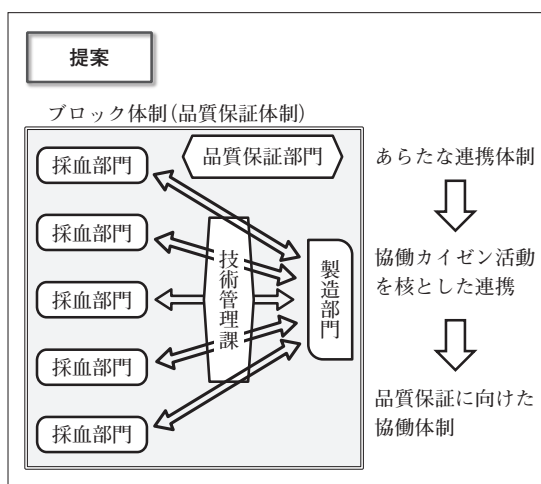 提案
ブロック体制(品質保証体制)
採血部門
採血部門
採血部門
採血部門
採血部門
品質保証部門
技術管理課
製造部門
あらたな連携体制
協働カイゼン活動
を核とした連携
品質保証に向けた
協働体制